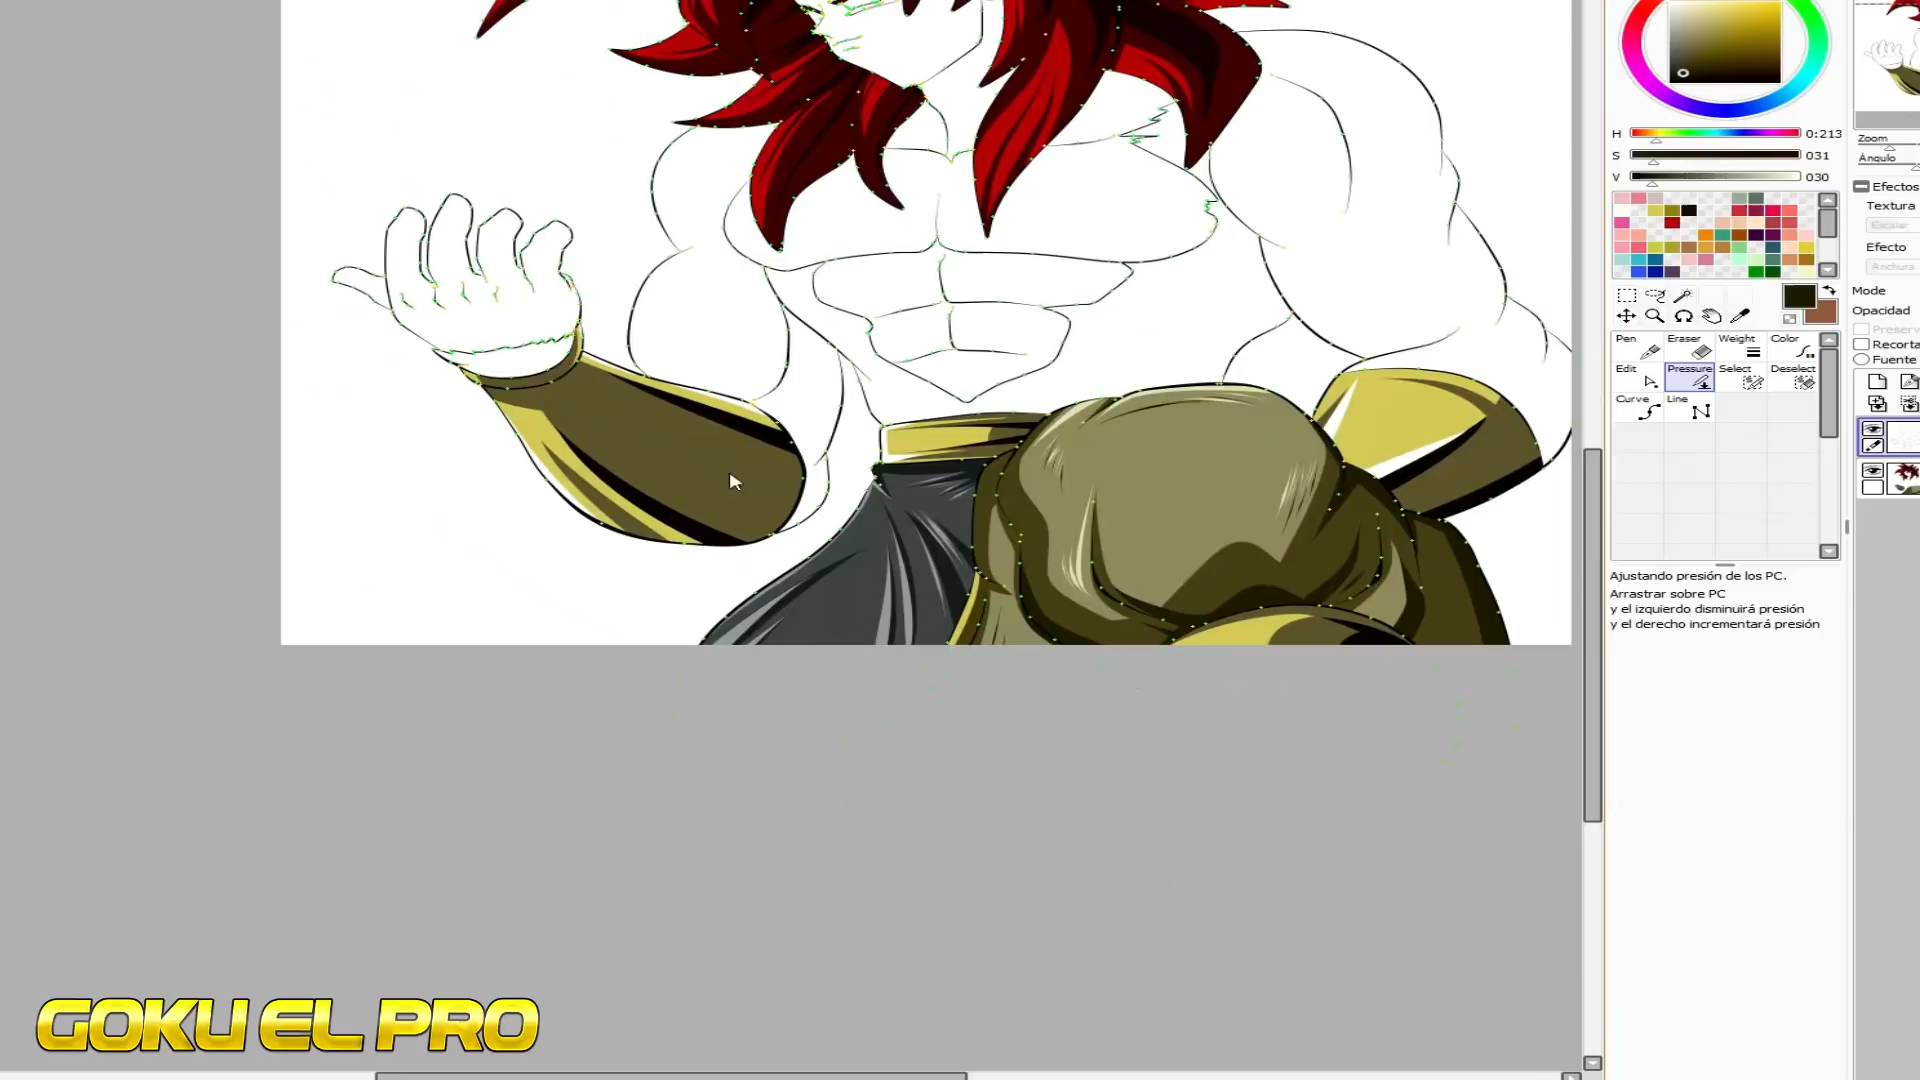 H 0:213
S 031
V 030
Zoom
Ángulo
Efectos
Textura
Escalar
Efecto
Anchura
Mode
Opacidad
Preserv
Recorta
Fuente
Pen Eraser Weight Color
Edit Pressure Select Deselect
Curve Line
Ajustando presión de los PC.
Arrastrar sobre PC
y el izquierdo disminuirá presión
y el derecho incrementará presión
GOKU EL PRO